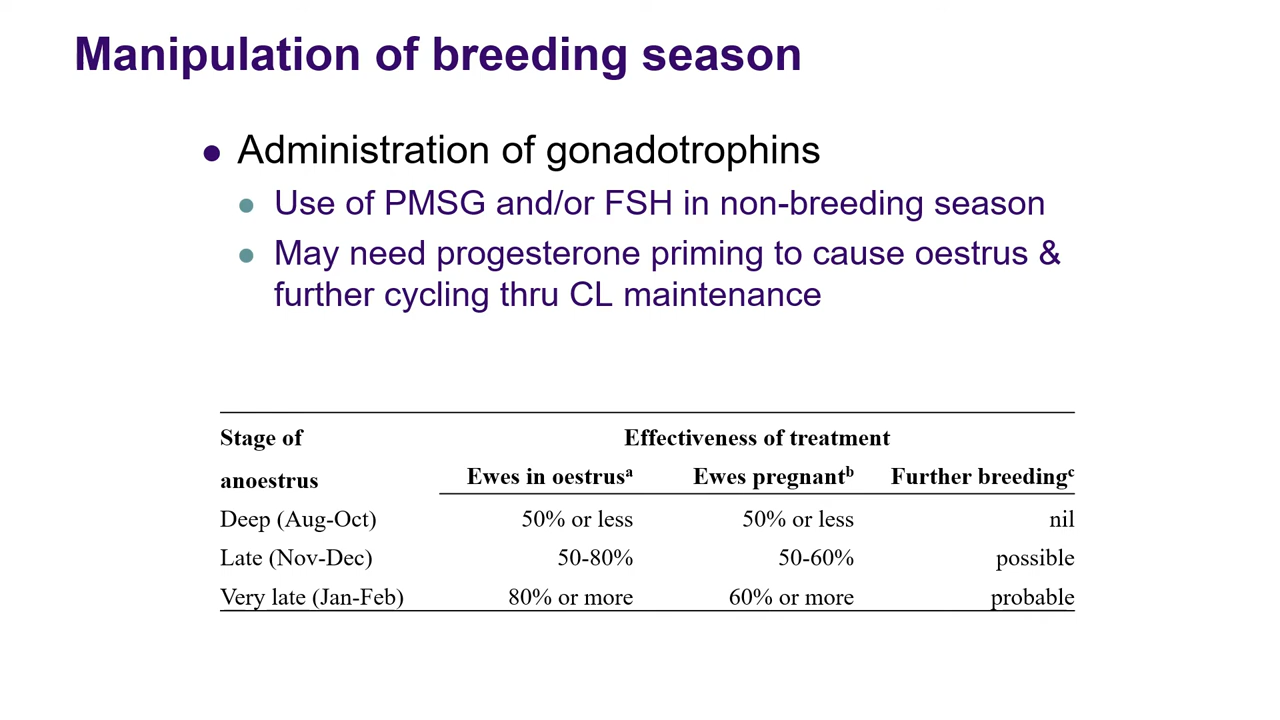 Manipulation of breeding season
● Administration of gonadotrophins
● Use of PMSG and/or FSH in non-breeding season
● May need progesterone priming to cause oestrus &
further cycling thru CL maintenance
Stage of Effectiveness of treatment
anoestrus Ewes in oestrusᵃ Ewes pregnantᵇ Further breedingᶜ
Deep (Aug-Oct) 50% or less 50% or less nil
Late (Nov-Dec) 50-80% 50-60% possible
Very late (Jan-Feb) 80% or more 60% or more probable